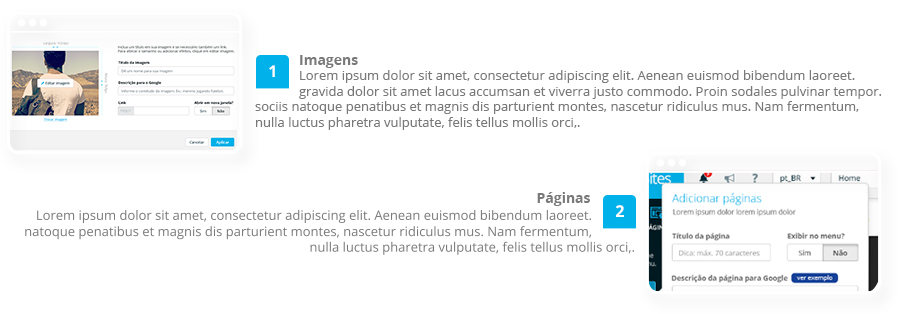 Inclua um título em sua imagem e se necessário também um link.
Para alterar o tamanho ou adicionar efeitos, clique em editar imagem.
Editar imagem
Título da imagem
Dê um nome para sua imagem
Descrição para o Google
Informe o conteúdo da imagem. Ex. menino jogando futebol.
Link
Abrir em nova janela?
Sim Não
Cancelar Aplicar
1
Imagens
Lorem ipsum dolor sit amet, consectetur adipiscing elit. Aenean euismod bibendum laoreet.
gravida dolor sit amet lacus accumsan et viverra justo commodo. Proin sodales pulvinar tempor.
sociis natoque penatibus et magnis dis parturient montes, nascetur ridiculus mus. Nam fermentum,
nulla luctus pharetra vulputate, felis tellus mollis orci,.
Páginas
2
Lorem ipsum dolor sit amet, consectetur adipiscing elit. Aenean euismod bibendum laoreet.
natoque penatibus et magnis dis parturient montes, nascetur ridiculus mus. Nam fermentum,
nulla luctus pharetra vulputate, felis tellus mollis orci,.
ites ? pt_BR Home
Adicionar páginas
Lorem ipsum dolor lorem ipsum dolor
Título da página Exibir no menu?
Dica: máx. 70 caracteres Sim Não
Descrição da página para Google ver exemplo